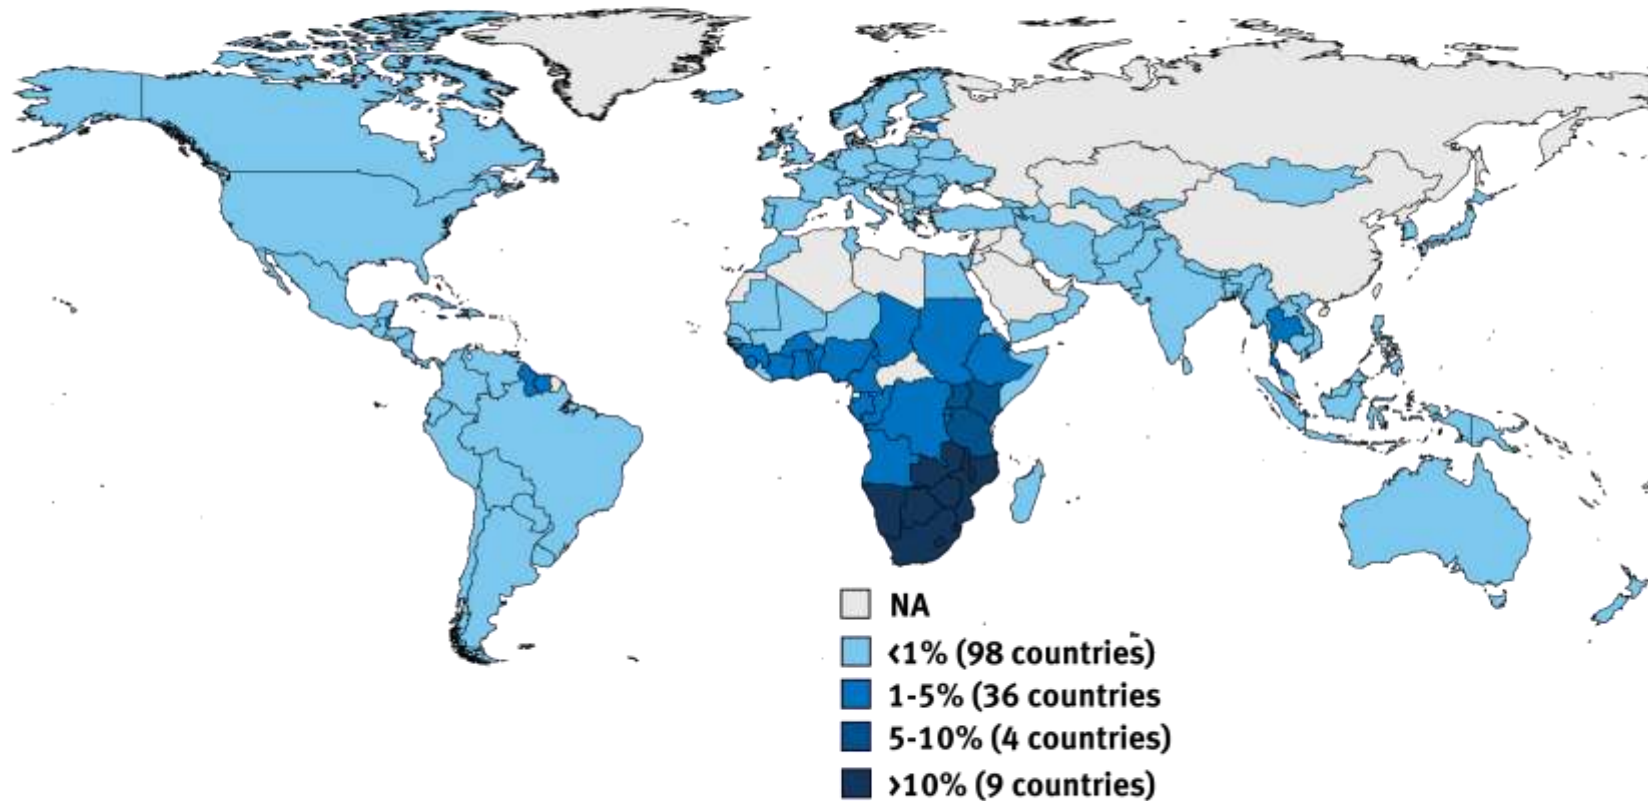 NA
<1% (98 countries)
1-5% (36 countries
5-10% (4 countries)
>10% (9 countries)